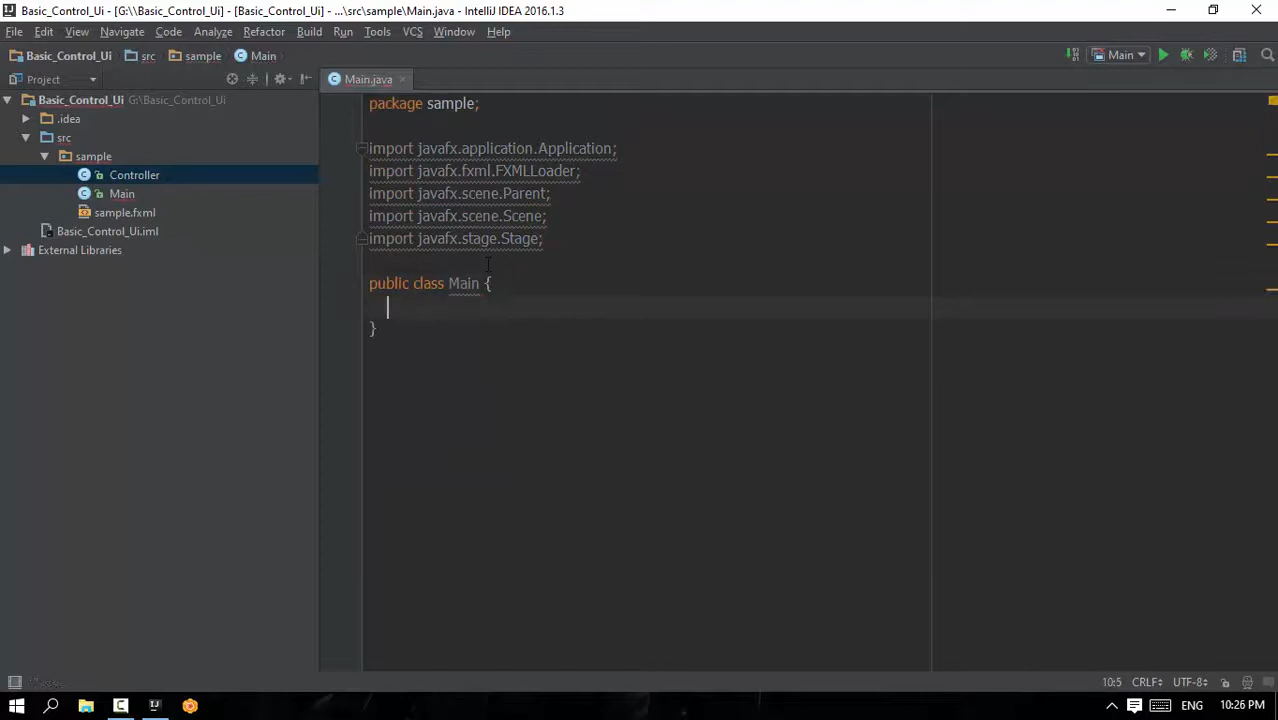 Basic_Control_Ui - [G:\\Basic_Control_Ui] - [Basic_Control_Ui] - ...\src\sample\Main.java - IntelliJ IDEA 2016.1.3
File Edit View Navigate Code Analyze Refactor Build Run Tools VCS Window Help
Basic_Control_Ui src sample Main Main
Project Main.java
Basic_Control_Ui G:\Basic_Control_Ui
.idea
src
sample
Controller
Main
sample.fxml
Basic_Control_Ui.iml
External Libraries
package sample;
import javafx.application.Application;
import javafx.fxml.FXMLLoader;
import javafx.scene.Parent;
import javafx.scene.Scene;
import javafx.stage.Stage;
public class Main {
}
10:5 CRLF UTF-8
ENG 10:26 PM